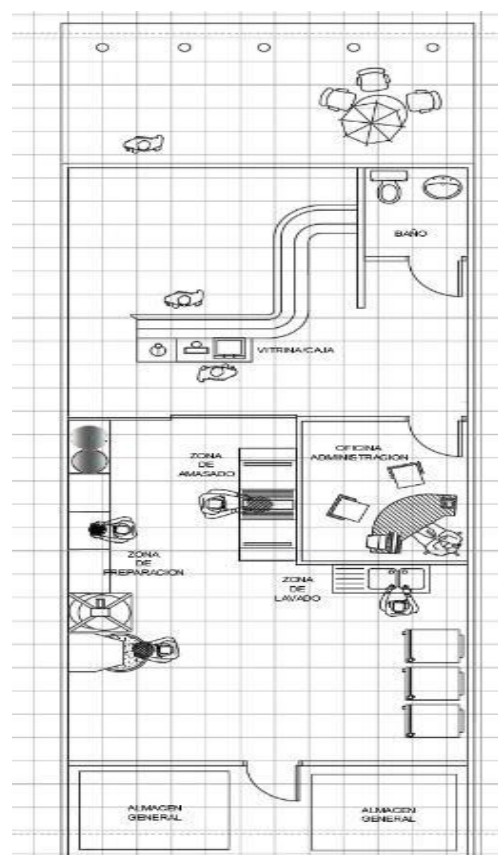 BAÑO
VITRINA/CAJA
ZONA
DE
AMASADO
OFICINA
ADMINISTRACION
ZONA
DE
PREPARACION
ZONA
DE
LAVADO
ALMACEN
GENERAL
ALMACEN
GENERAL